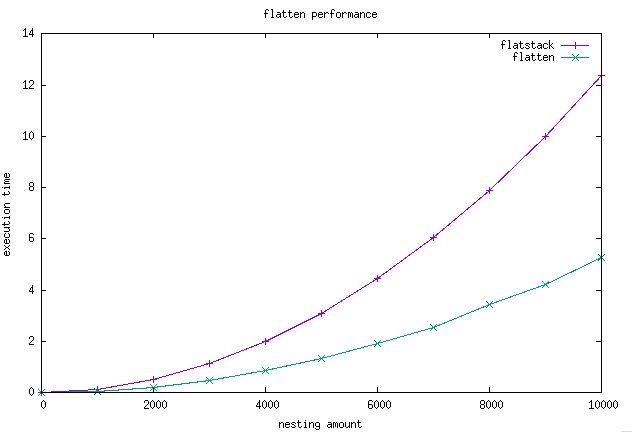 flatten performance
14
flatstack
flatten
12
10
8
6
4
2
0
execution time
0 2000 4000 6000 8000 10000
nesting amount